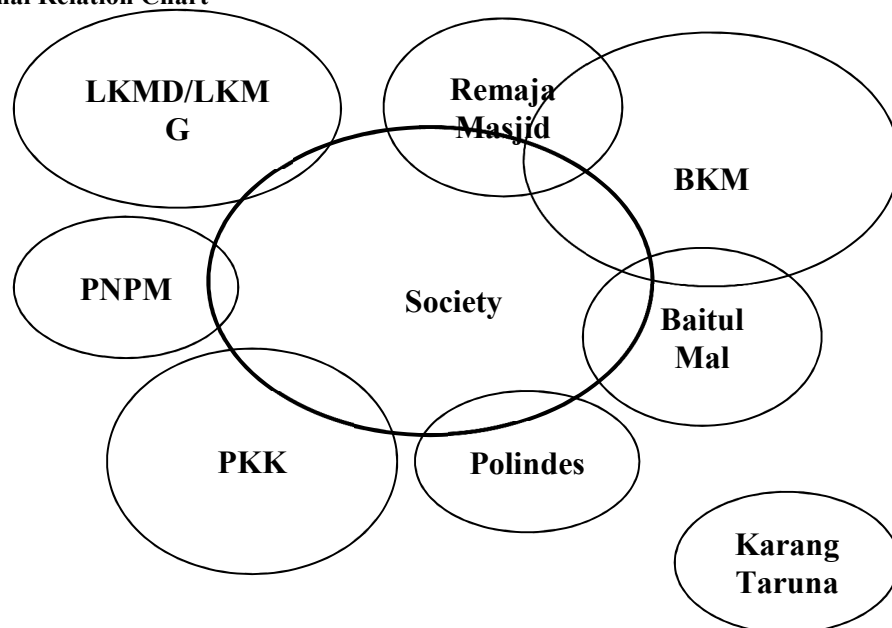 Relation Chart
LKMD/LKM
G
Remaja
Masjid
BKM
PNPM
Society
Baitul
Mal
PKK
Polindes
Karang
Taruna